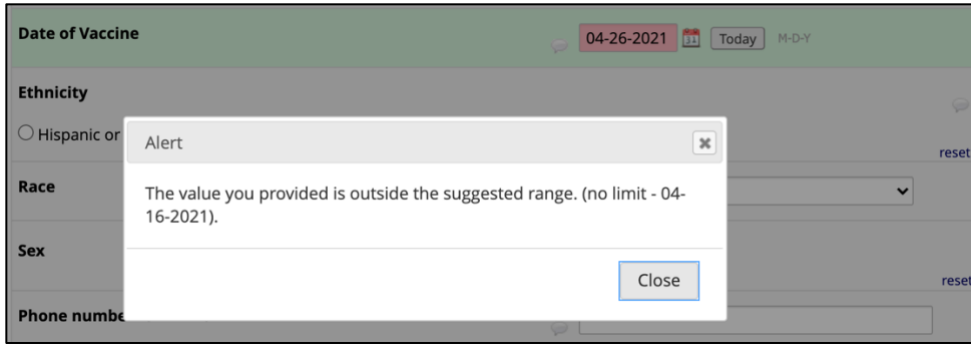 Date of Vaccine
04-26-2021 31 Today M-D-Y
Ethnicity
Hispanic or
reset
Alert
The value you provided is outside the suggested range. (no limit - 04-
16-2021).
Race
Sex
Close
reset
Phone numbe